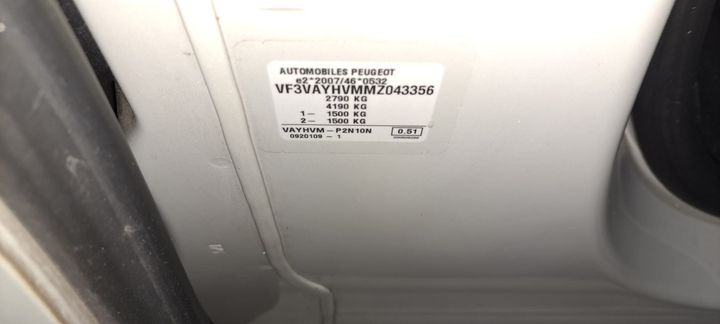 AUTOMOBILES PEUGEOT
e2*2007/46*0532
VF3VAYHVMMZ043356
2790 KG
4190 KG
1— 1500 KG
2— 1500 KG
VAYHVM—P2N10N 0.51
0920109 — 1